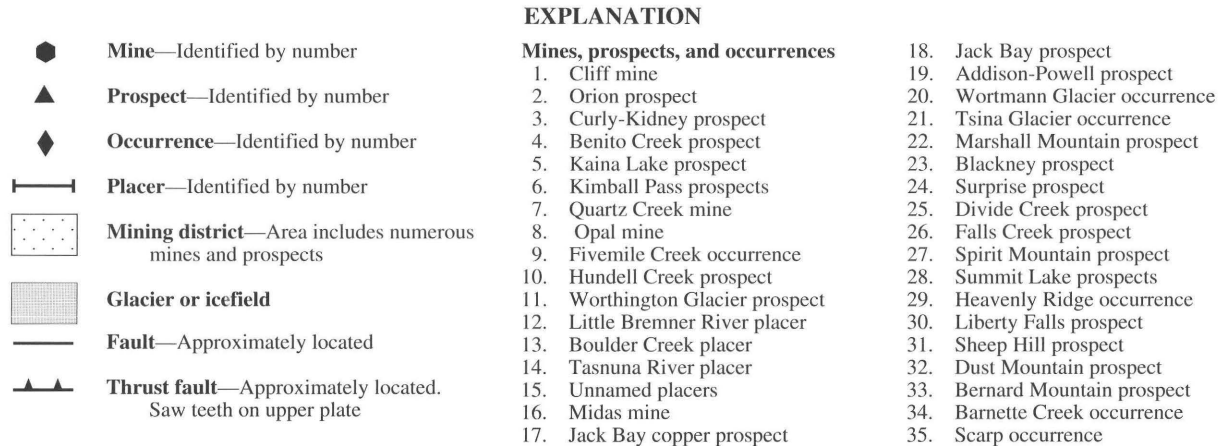 EXPLANATION
Mine—Identified by number
Prospect—Identified by number
Occurrence—Identified by number
Placer—Identified by number
Mining district—Area includes numerous
mines and prospects
Glacier or icefield
Fault—Approximately located
Thrust fault—Approximately located.
Saw teeth on upper plate
Mines, prospects, and occurrences
1. Cliff mine
2. Orion prospect
3. Curly-Kidney prospect
4. Benito Creek prospect
5. Kaina Lake prospect
6. Kimball Pass prospects
7. Quartz Creek mine
8. Opal mine
9. Fivemile Creek occurrence
10. Hundell Creek prospect
11. Worthington Glacier prospect
12. Little Bremner River placer
13. Boulder Creek placer
14. Tasnuna River placer
15. Unnamed placers
16. Midas mine
17. Jack Bay copper prospect
18. Jack Bay prospect
19. Addison-Powell prospect
20. Wortmann Glacier occurrence
21. Tsina Glacier occurrence
22. Marshall Mountain prospect
23. Blackney prospect
24. Surprise prospect
25. Divide Creek prospect
26. Falls Creek prospect
27. Spirit Mountain prospect
28. Summit Lake prospects
29. Heavenly Ridge occurrence
30. Liberty Falls prospect
31. Sheep Hill prospect
32. Dust Mountain prospect
33. Bernard Mountain prospect
34. Barnette Creek occurrence
35. Scarp occurrence